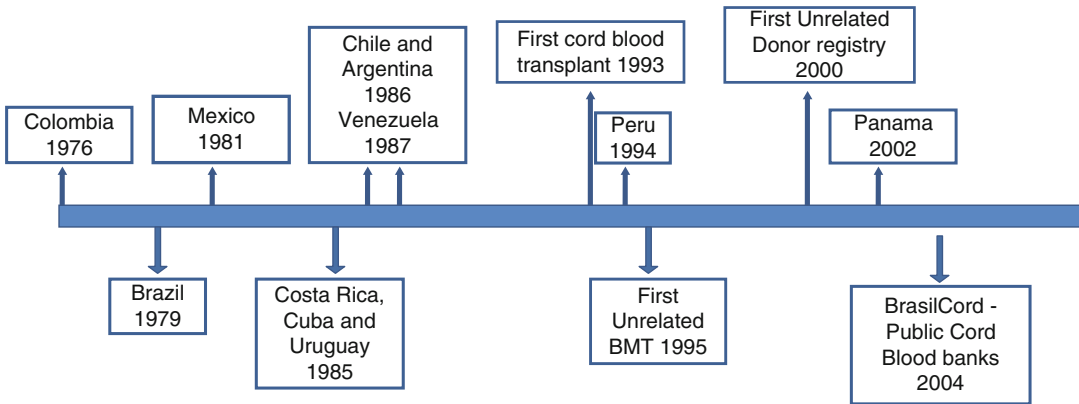 Colombia
1976
Mexico
1981
Chile and
Argentina
1986
Venezuela
1987
First cord blood
transplant 1993
Peru
1994
First Unrelated
Donor registry
2000
Panama
2002
Brazil
1979
Costa Rica,
Cuba and
Uruguay
1985
First
Unrelated
BMT 1995
BrasilCord -
Public Cord
Blood banks
2004